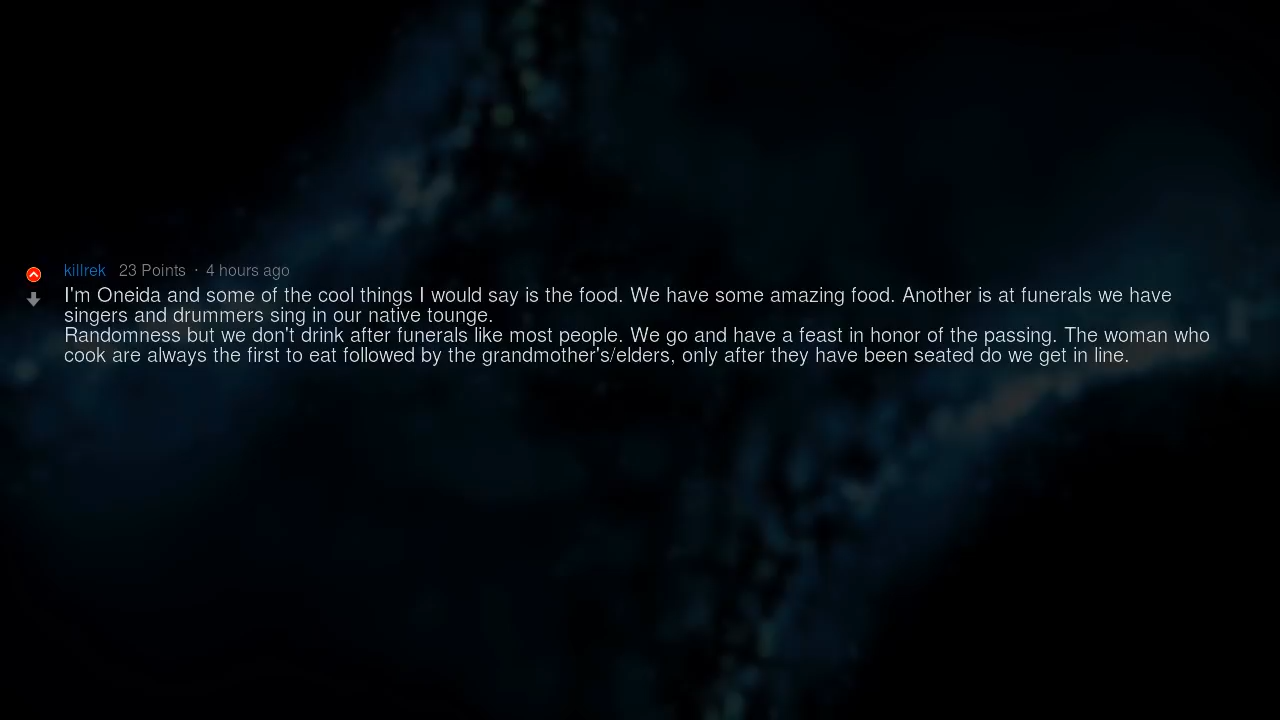 killrek 23 Points · 4 hours ago
I'm Oneida and some of the cool things I would say is the food. We have some amazing food. Another is at funerals we have
singers and drummers sing in our native tounge.
Randomness but we don't drink after funerals like most people. We go and have a feast in honor of the passing. The woman who
cook are always the first to eat followed by the grandmother's/elders, only after they have been seated do we get in line.